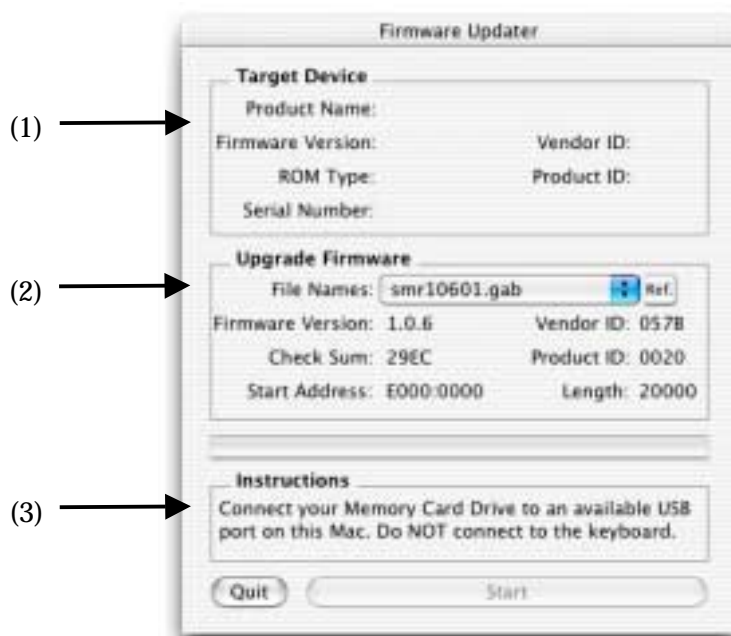 Firmware Updater
Target Device
(1)
Product Name:
Firmware Version: Vendor ID:
ROM Type: Product ID:
Serial Number:
Upgrade Firmware
(2)
File Names: smr10601.gab Ref.
Firmware Version: 1.0.6 Vendor ID: 057B
Check Sum: 29EC Product ID: 0020
Start Address: E000:0000 Length: 20000
Instructions
(3)
Connect your Memory Card Drive to an available USB
port on this Mac. Do NOT connect to the keyboard.
Quit Start